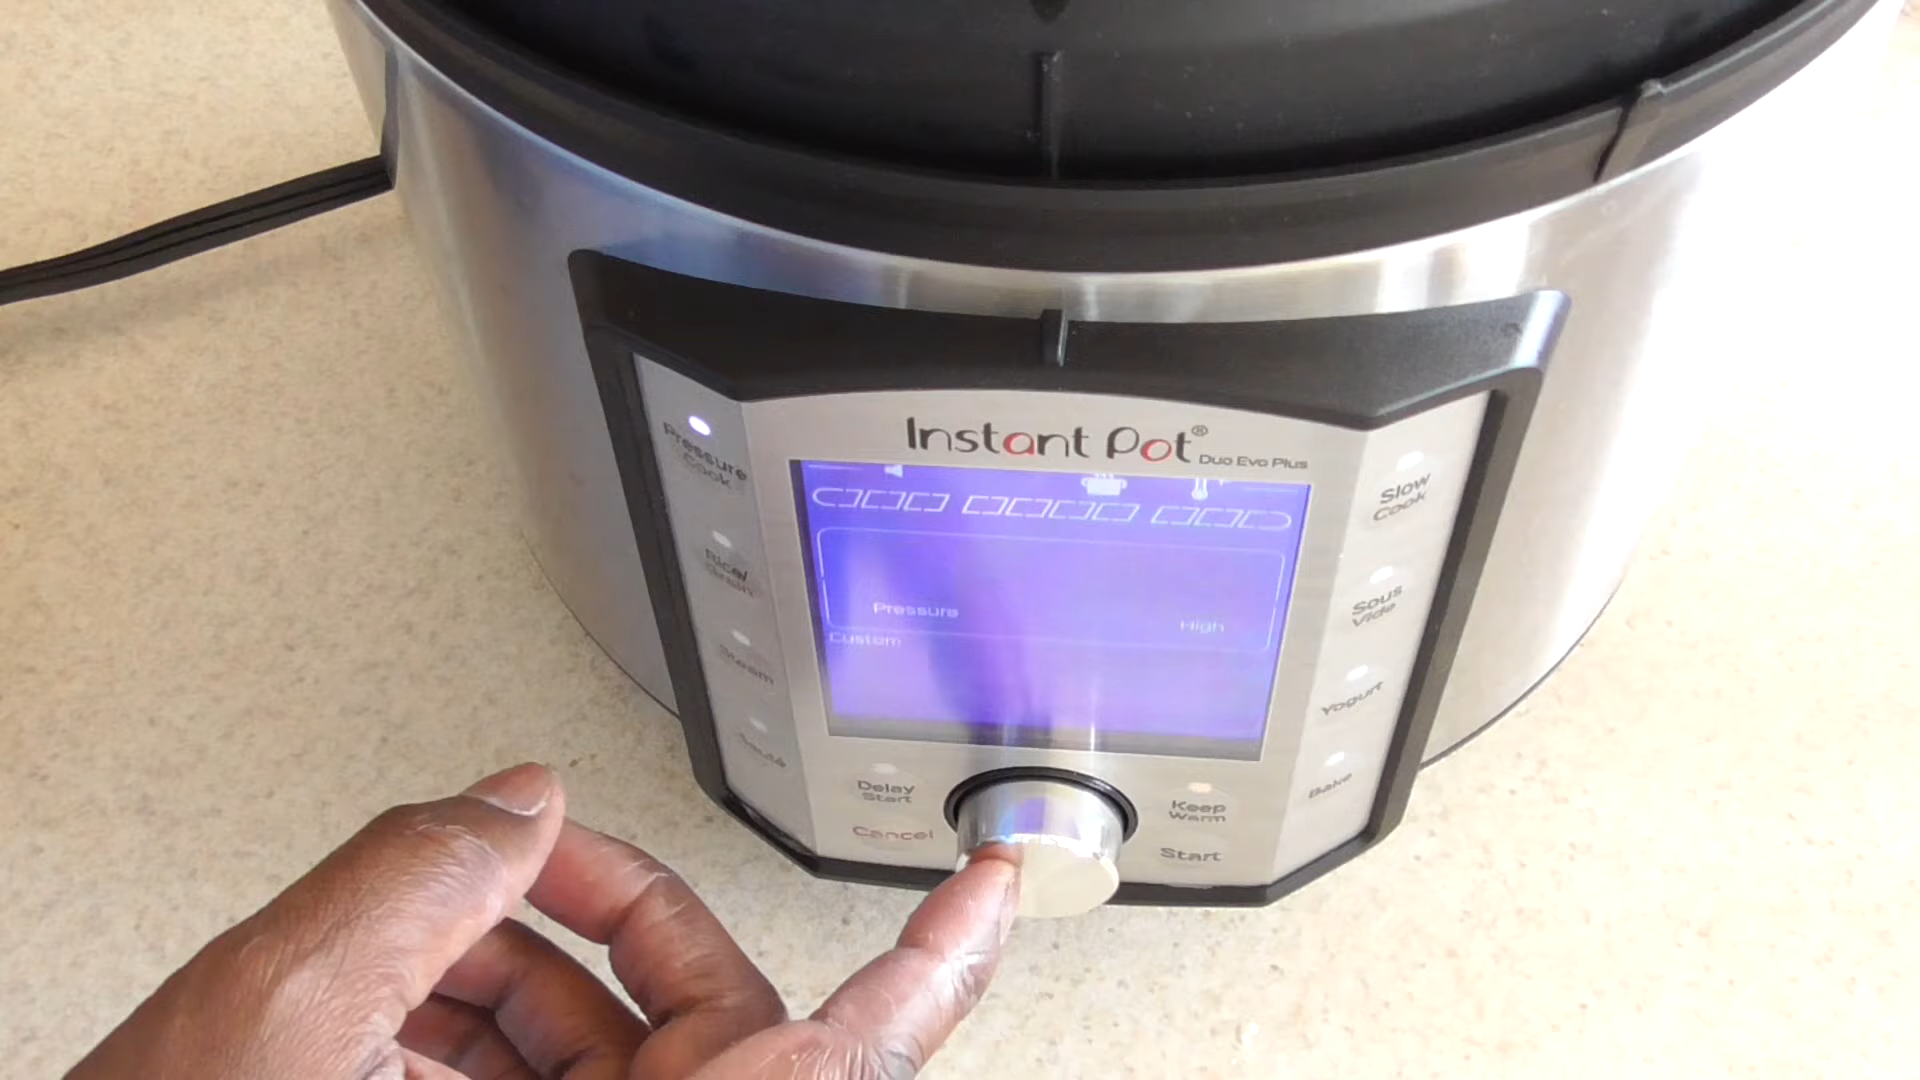 Instant Pot®
Duo Evo Plus
Pressure
Cook
Rice/
Grain
Steam
Sauté
Pressure
High
Custom
Slow
Cook
Sous
Vide
Yogurt
Bake
Delay
Start
Cancel
Keep
Warm
Start